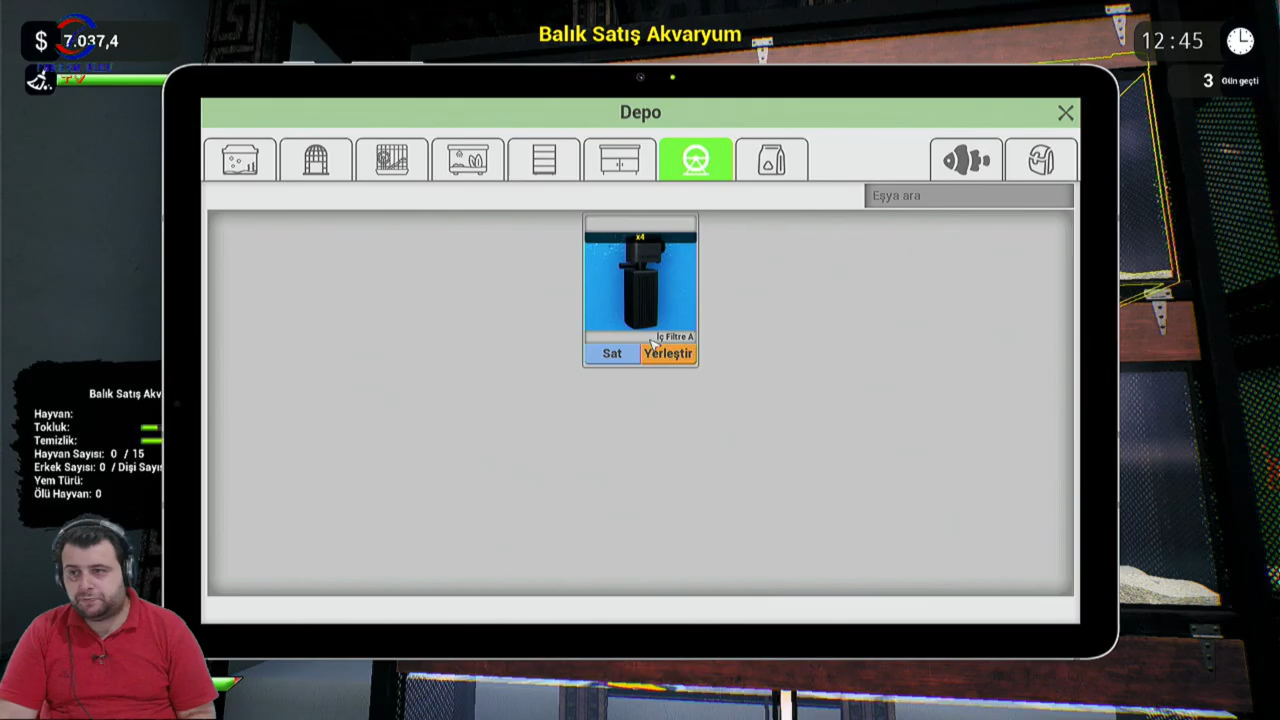 $ 7.037,4
Balık Satış Akvaryum
12:45
3 Gün geçti
Depo
Eşya ara
x4
İç Filtre A
Sat Yerleştir
Balık Satış Akv
Hayvan:
Tokluk:
Temizlik:
Hayvan Sayısı: 0 / 15
Erkek Sayısı: 0 / Dişi Sayıs
Yem Türü:
Ölü Hayvan: 0